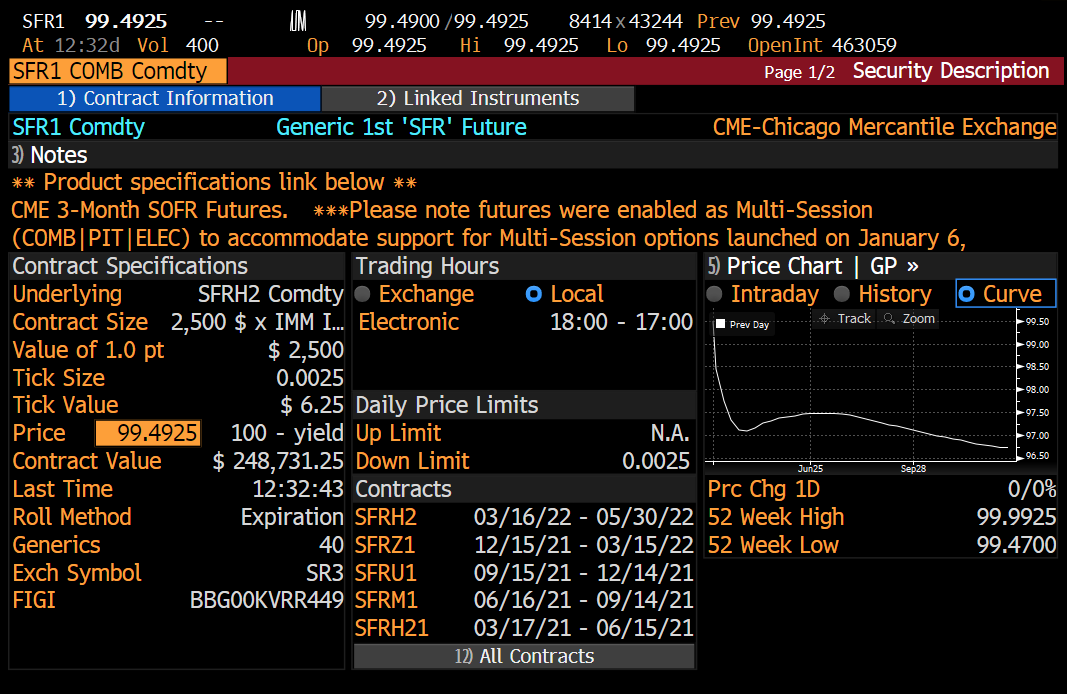 SFR1 99.4925 -- 99.4900 /99.4925 8414 x 43244 Prev 99.4925
At 12:32d Vol 400 Op 99.4925 Hi 99.4925 Lo 99.4925 OpenInt 463059
SFR1 COMB Comdty Page 1/2 Security Description
1) Contract Information 2) Linked Instruments
SFR1 Comdty Generic 1st 'SFR' Future CME-Chicago Mercantile Exchange
3) Notes
** Product specifications link below **
CME 3-Month SOFR Futures. ***Please note futures were enabled as Multi-Session
(COMB|PIT|ELEC) to accommodate support for Multi-Session options launched on January 6,
Contract Specifications
Underlying SFRH2 Comdty
Contract Size 2,500 $ x IMM I…
Value of 1.0 pt $ 2,500
Tick Size 0.0025
Tick Value $ 6.25
Price 99.4925 100 - yield
Contract Value $ 248,731.25
Last Time 12:32:43
Roll Method Expiration
Generics 40
Exch Symbol SR3
FIGI BBG00KVRR449
Trading Hours
Exchange Local
Electronic 18:00 - 17:00
Daily Price Limits
Up Limit N.A.
Down Limit 0.0025
Contracts
SFRH2 03/16/22 - 05/30/22
SFRZ1 12/15/21 - 03/15/22
SFRU1 09/15/21 - 12/14/21
SFRM1 06/16/21 - 09/14/21
SFRH21 03/17/21 - 06/15/21
12) All Contracts
5) Price Chart | GP »
Intraday History Curve
Prev Day Track Zoom
99.50
99.00
98.50
98.00
97.50
97.00
96.50
Jun25 Sep28
Prc Chg 1D 0/0%
52 Week High 99.9925
52 Week Low 99.4700